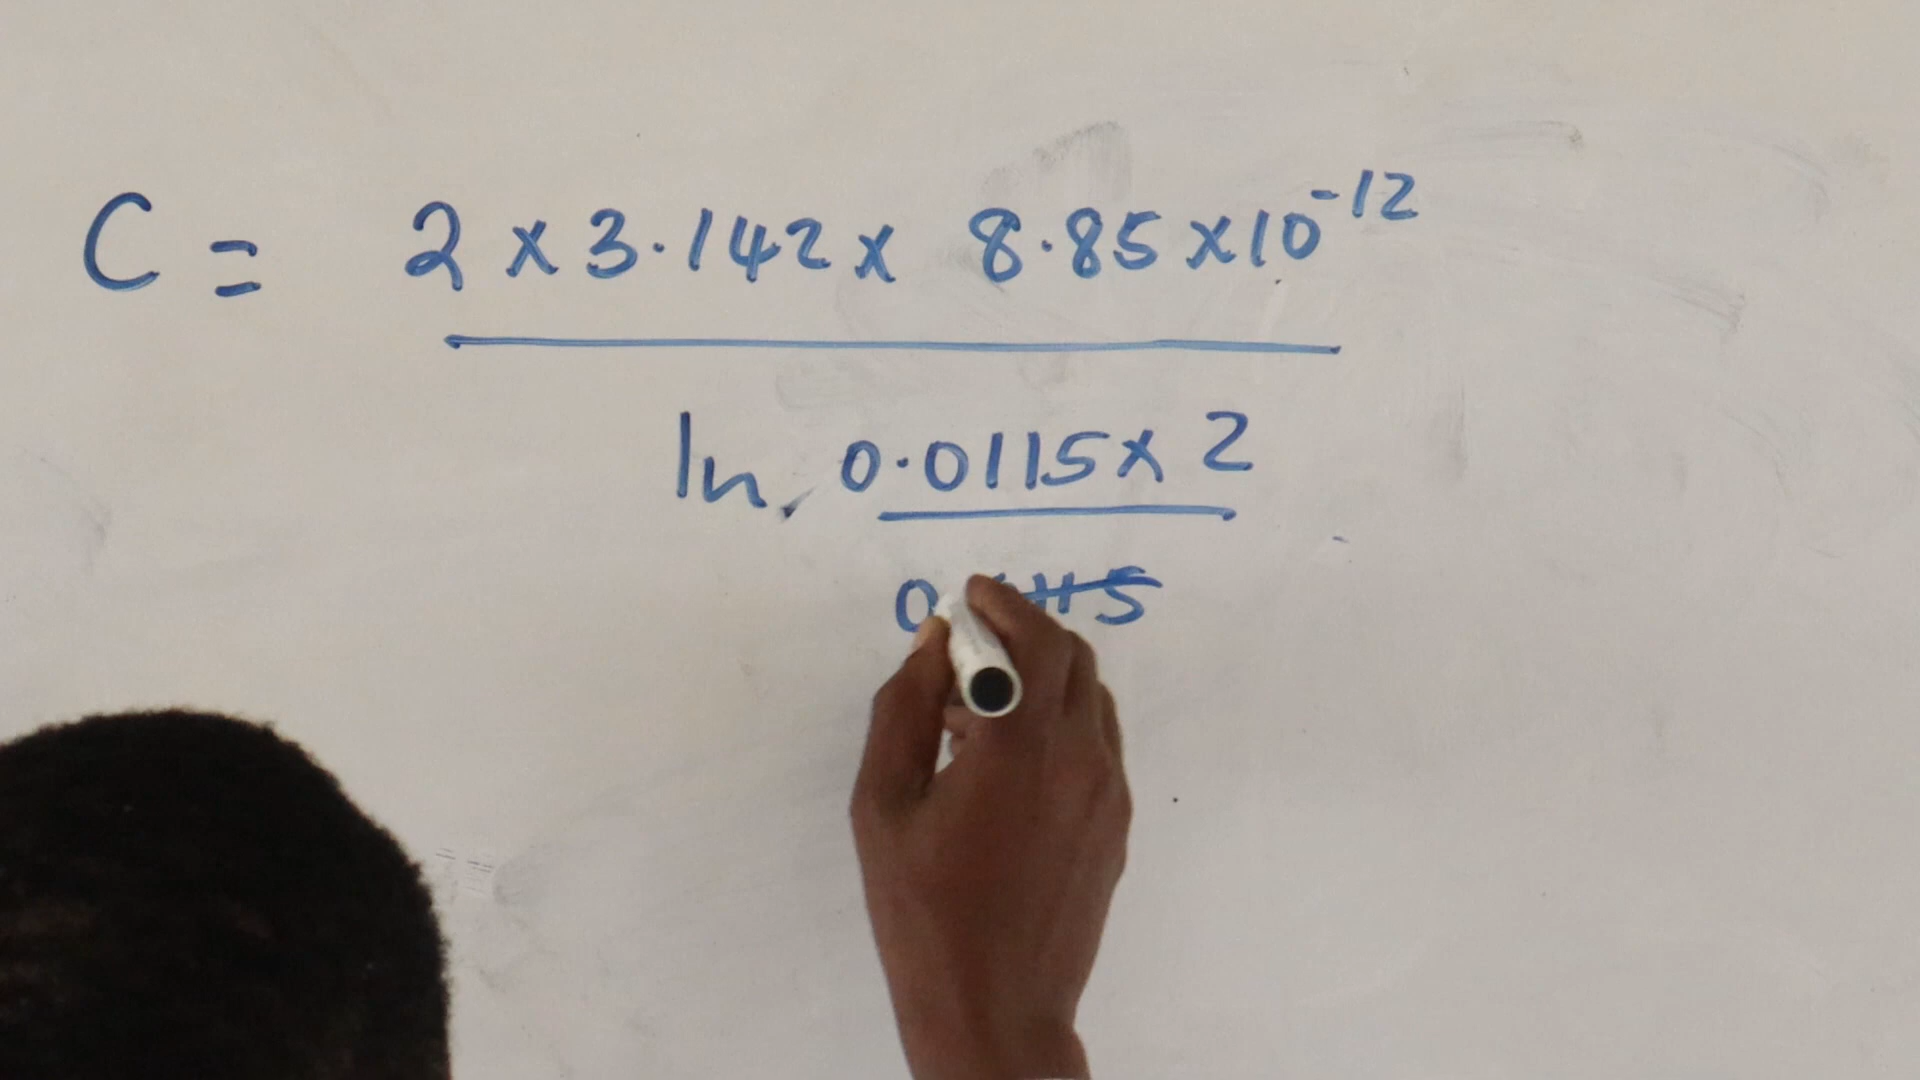 C = 2 x 3.142 x 8.85 x10⁻¹²
ln 0.0115 x 2